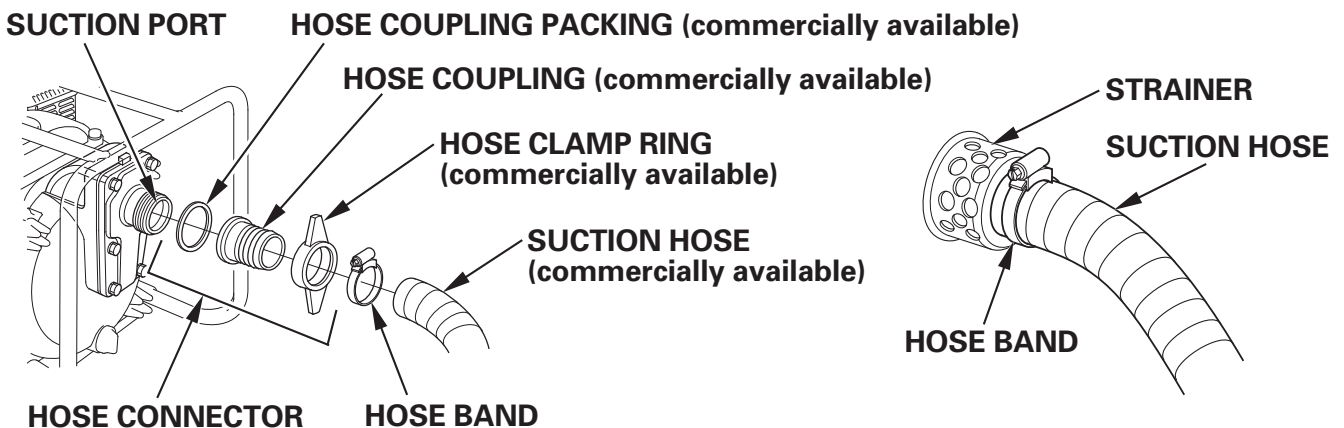 SUCTION PORT
HOSE COUPLING PACKING (commercially available)
HOSE COUPLING (commercially available)
HOSE CLAMP RING
(commercially available)
SUCTION HOSE
(commercially available)
HOSE CONNECTOR
HOSE BAND
STRAINER
SUCTION HOSE
HOSE BAND